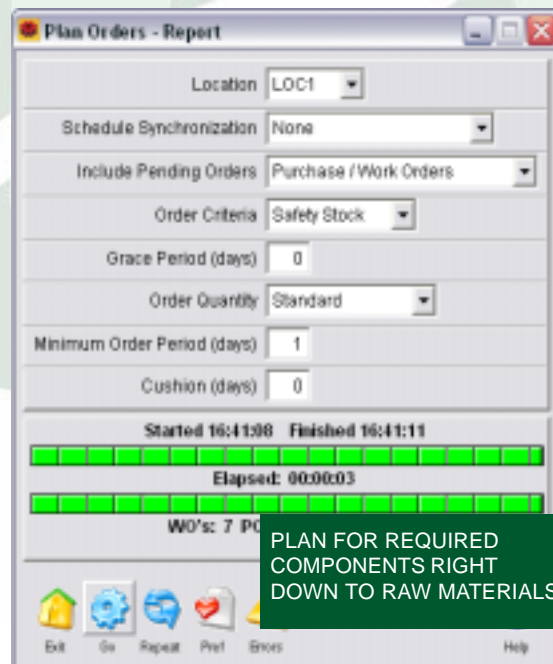 Plan Orders - Report
Location LOC1
Schedule Synchronization None
Include Pending Orders Purchase / Work Orders
Order Criteria Safety Stock
Grace Period (days) 0
Order Quantity Standard
Minimum Order Period (days) 1
Cushion (days) 0
Started 16:41:08 Finished 16:41:11
Elapsed: 00:00:03
WO's: 7
PLAN FOR REQUIRED
COMPONENTS RIGHT
DOWN TO RAW MATERIALS
Exit Go Repeat Pref Errors Help